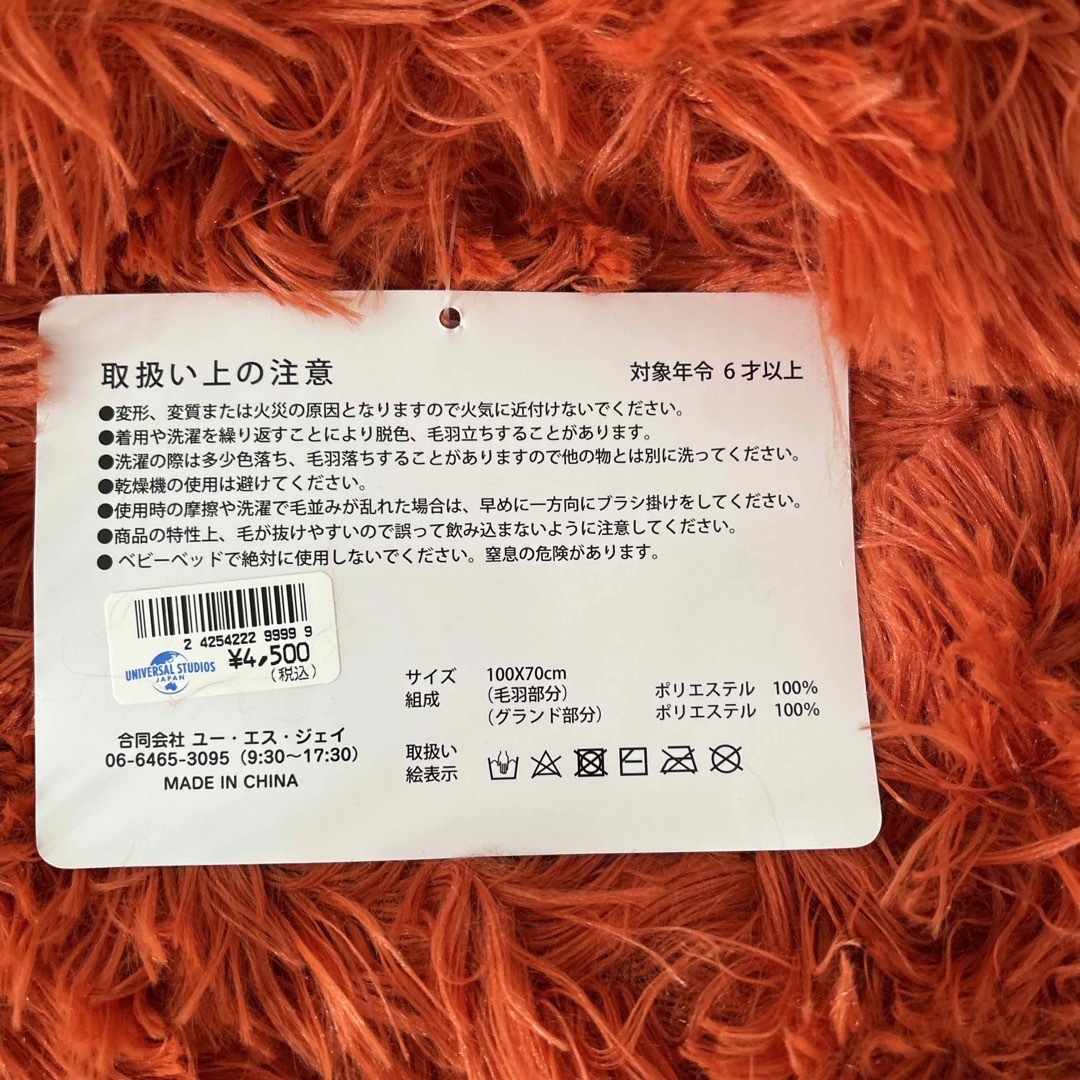 取扱い上の注意
対象年令 6才以上
●変形、変質または火災の原因となりますので火気に近付けないでください。
●着用や洗濯を繰り返すことにより脱色、毛羽立ちすることがあります。
●洗濯の際は多少色落ち、毛羽落ちすることがありますので他の物とは別に洗ってください。
●乾燥機の使用は避けてください。
●使用時の摩擦や洗濯で毛並みが乱れた場合は、早めに一方向にブラシ掛けをしてください。
●商品の特性上、毛が抜けやすいので誤って飲み込まないように注意してください。
● ベビーベッドで絶対に使用しないでください。窒息の危険があります。
2 4254222 9999 9
¥4,500
(税込)
UNIVERSAL STUDIOS
JAPAN
合同会社 ユー・エス・ジェイ
06-6465-3095（9:30～17:30）
MADE IN CHINA
サイズ 100X70cm
組成 （毛羽部分） ポリエステル 100%
（グランド部分） ポリエステル 100%
取扱い
絵表示